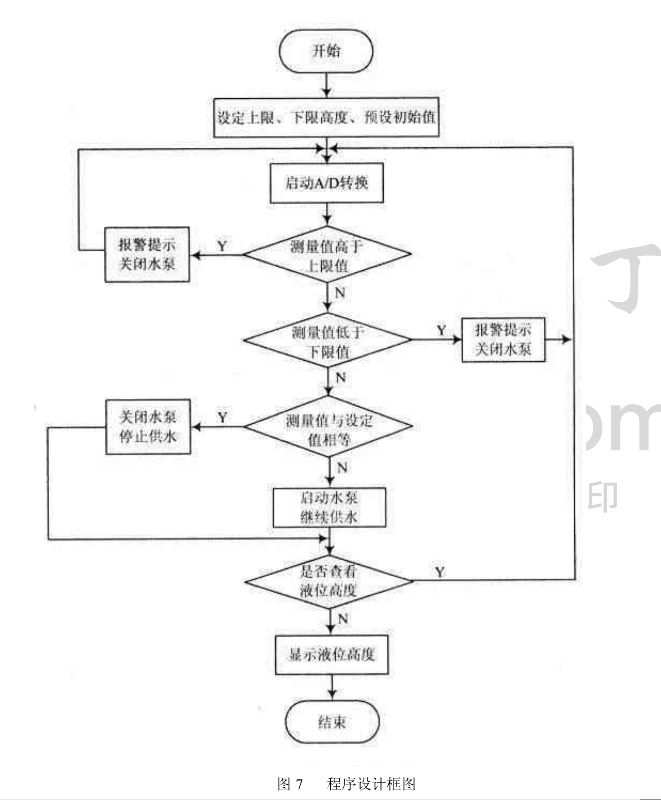 开始
设定上限、下限高度、预设初始值
启动A/D转换
报警提示
关闭水泵
Y
测量值高于
上限值
N
测量值低于
下限值
Y
报警提示
关闭水泵
N
关闭水泵
停止供水
Y
测量值与设定
值相等
N
启动水泵
继续供水
是否查看
液位高度
Y
N
显示液位高度
结束
图 7 程序设计框图
丁
om
印